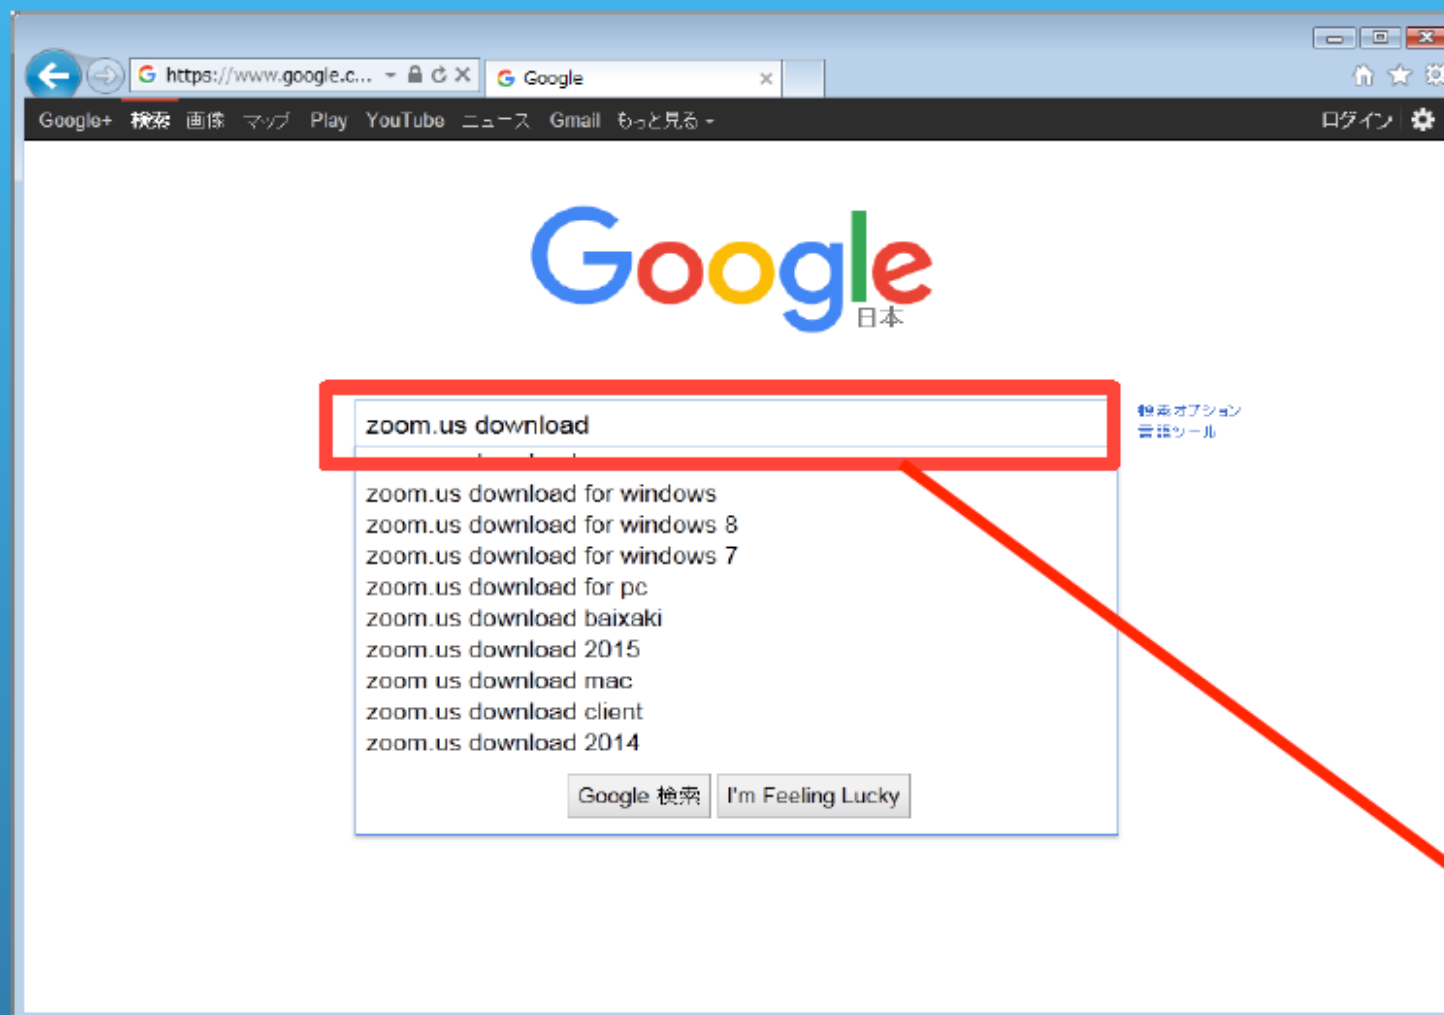 https://www.google.c...
Google
Google+ 検索 画像 マップ Play YouTube ニュース Gmail もっと見る
ログイン
Google
日本
zoom.us download
検索オプション
言語ツール
zoom.us download for windows
zoom.us download for windows 8
zoom.us download for windows 7
zoom.us download for pc
zoom.us download baixaki
zoom.us download 2015
zoom us download mac
zoom.us download client
zoom.us download 2014
Google 検索 I'm Feeling Lucky